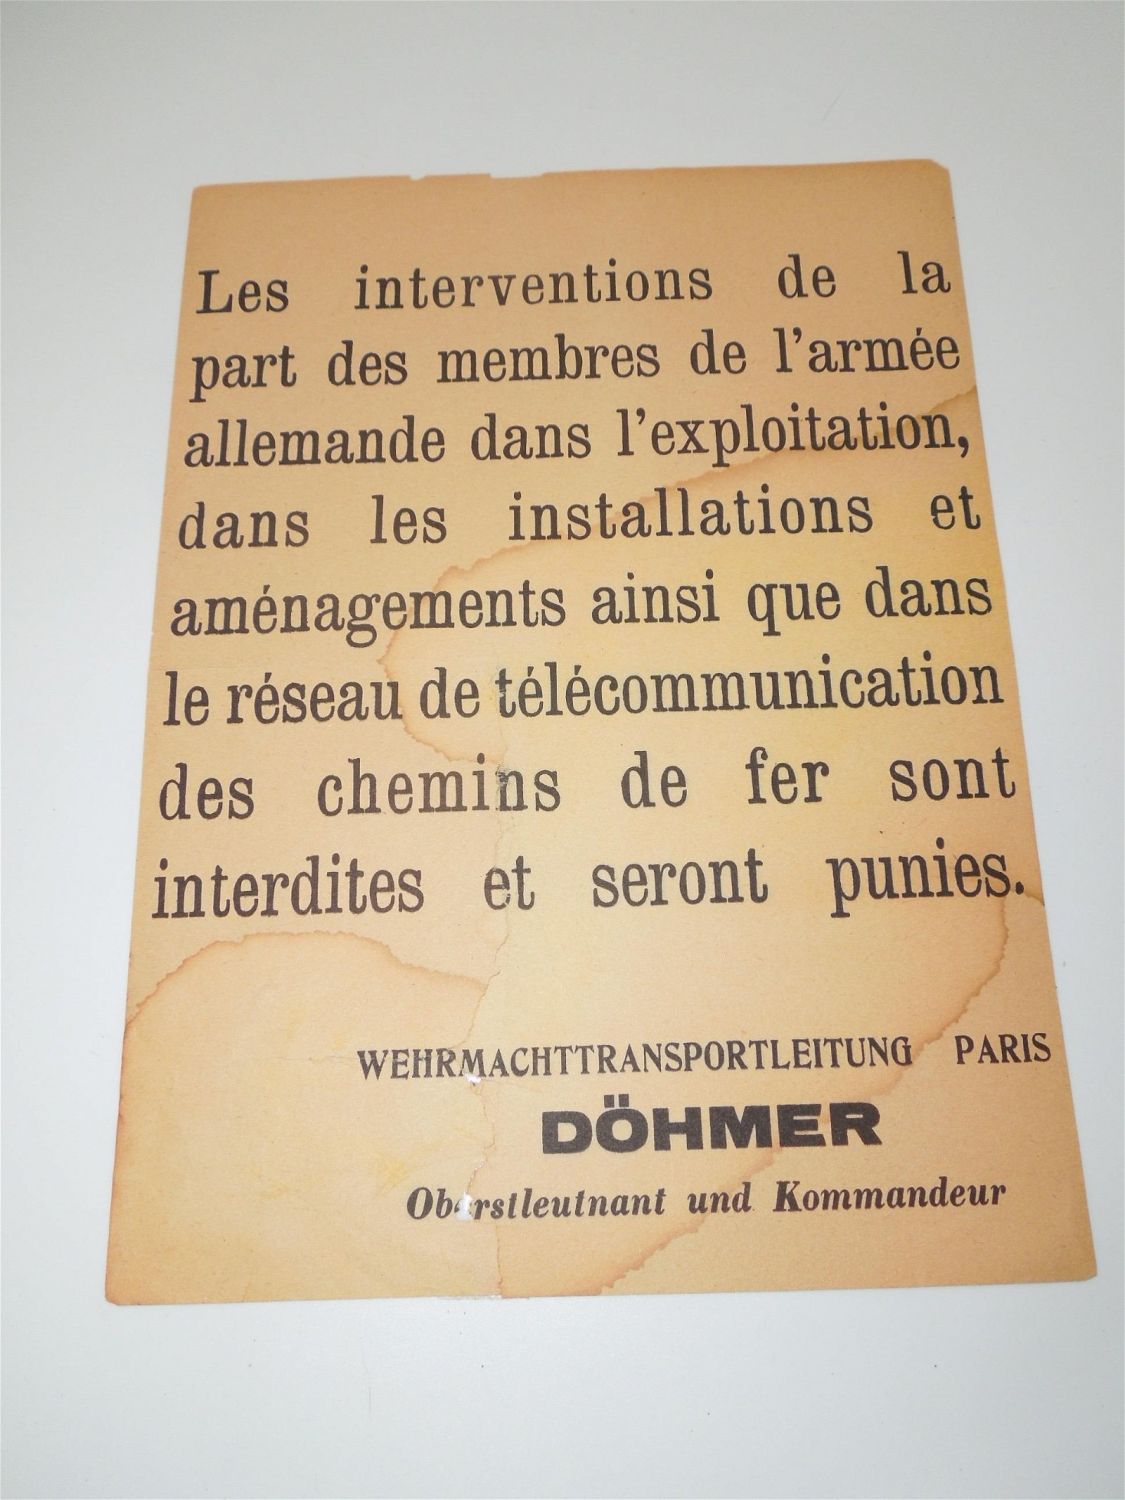 Les interventions de la
part des membres de l'armée
allemande dans l'exploitation,
dans les installations et
aménagements ainsi que dans
le réseau de télécommunication
des chemins de fer sont
interdites et seront punies.
WEHRMACHTTRANSPORTLEITUNG PARIS
DÖHMER
Oberstleutnant und Kommandeur